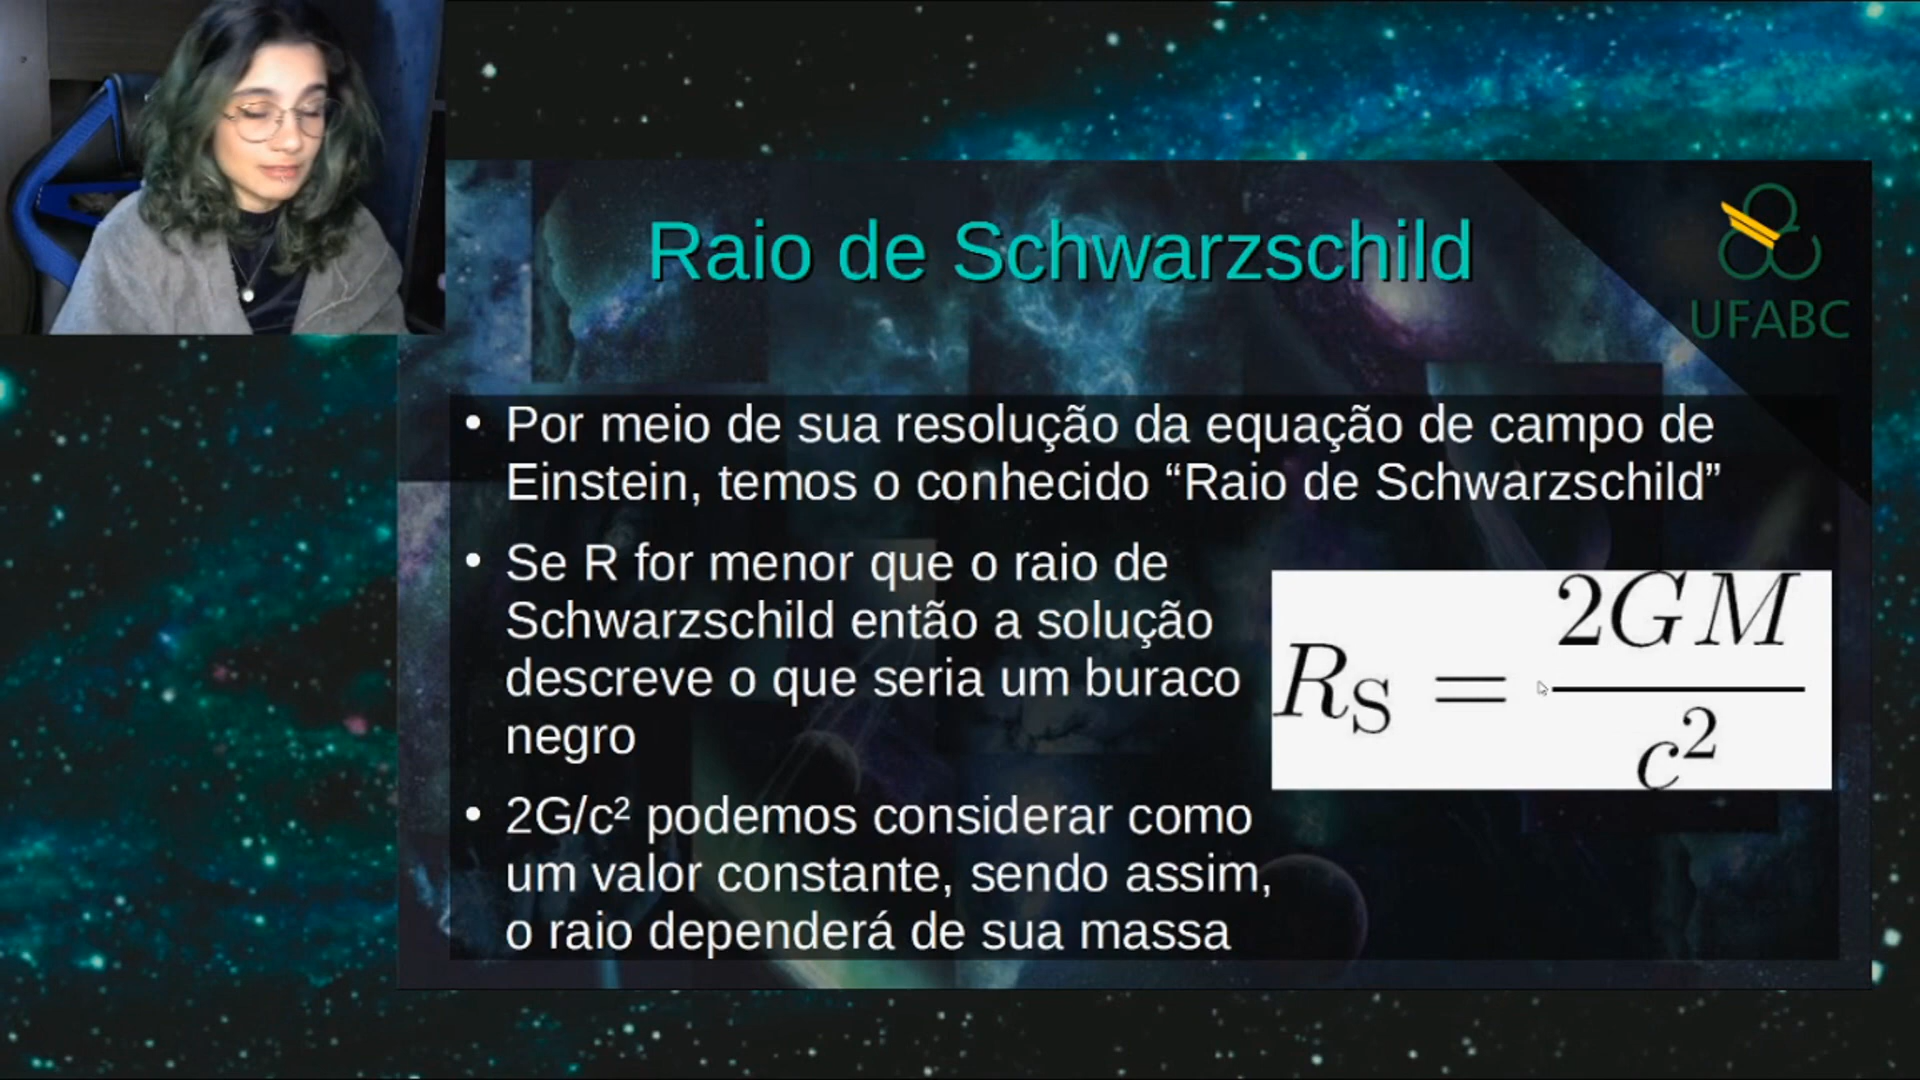 Raio de Schwarzschild
UFABC
• Por meio de sua resolução da equação de campo de
Einstein, temos o conhecido “Raio de Schwarzschild”
• Se R for menor que o raio de
Schwarzschild então a solução
descreve o que seria um buraco
negro
R_S = 2GM / c²
• 2G/c² podemos considerar como
um valor constante, sendo assim,
o raio dependerá de sua massa